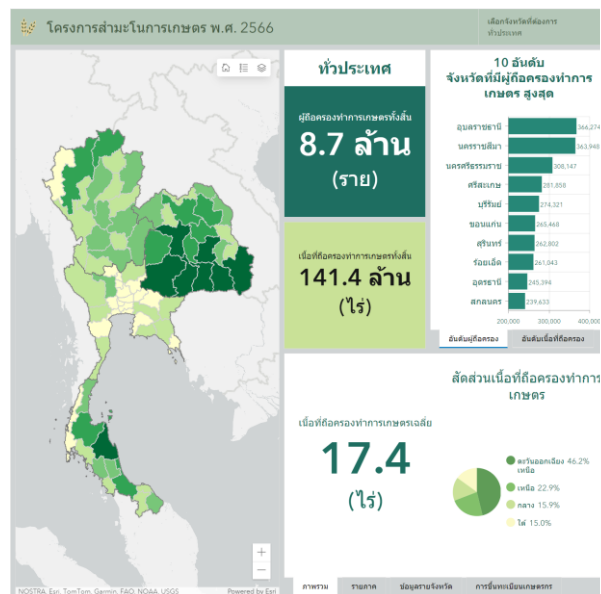 โครงการสำมะโนการเกษตร พ.ศ. 2566
เลือกจังหวัดที่ต้องการ
ทั่วประเทศ
ทั่วประเทศ
ผู้ถือครองทำการเกษตรทั้งสิ้น
8.7 ล้าน
(ราย)
เนื้อที่ถือครองทำการเกษตรทั้งสิ้น
141.4 ล้าน
(ไร่)
10 อันดับ
จังหวัดที่มีผู้ถือครองทำการ
เกษตร สูงสุด
อุบลราชธานี 366,274
นครราชสีมา 363,948
นครศรีธรรมราช 308,147
ศรีสะเกษ 281,858
บุรีรัมย์ 274,321
ขอนแก่น 265,468
สุรินทร์ 262,802
ร้อยเอ็ด 261,043
อุดรธานี 245,394
สกลนคร 239,633
200,000 300,000 400,000
อันดับผู้ถือครอง อันดับเนื้อที่ถือครอง
เนื้อที่ถือครองทำการเกษตรเฉลี่ย
17.4
(ไร่)
สัดส่วนเนื้อที่ถือครองทำการ
เกษตร
ตะวันออกเฉียง 46.2%
เหนือ
เหนือ 22.9%
กลาง 15.9%
ใต้ 15.0%
ภาพรวม รายภาค ข้อมูลรายจังหวัด การขึ้นทะเบียนเกษตรกร
NOSTRA, Esri, TomTom, Garmin, FAO, NOAA, USGS Powered by Esri